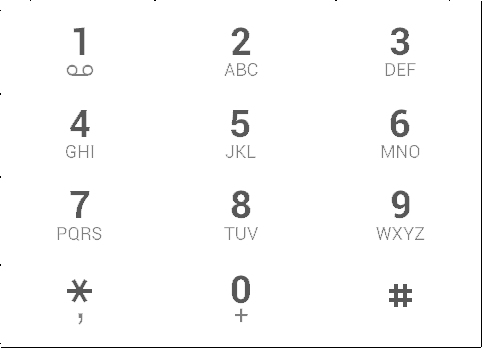 1 2 3
ABC DEF
4 5 6
GHI JKL MNO
7 8 9
PQRS TUV WXYZ
* 0 #
, +